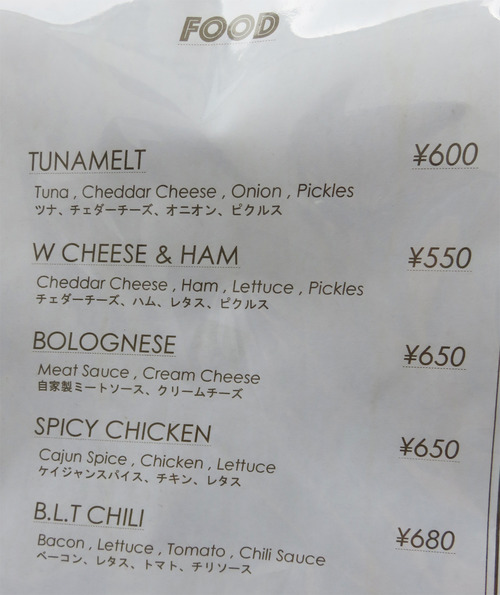 FOOD
TUNAMELT ¥600
Tuna , Cheddar Cheese , Onion , Pickles
ツナ、チェダーチーズ、オニオン、ピクルス
W CHEESE & HAM ¥550
Cheddar Cheese , Ham , Lettuce , Pickles
チェダーチーズ、ハム、レタス、ピクルス
BOLOGNESE ¥650
Meat Sauce , Cream Cheese
自家製ミートソース、クリームチーズ
SPICY CHICKEN ¥650
Cajun Spice , Chicken , Lettuce
ケイジャンスパイス、チキン、レタス
B.L.T CHILI ¥680
Bacon , Lettuce , Tomato , Chili Sauce
ベーコン、レタス、トマト、チリソース